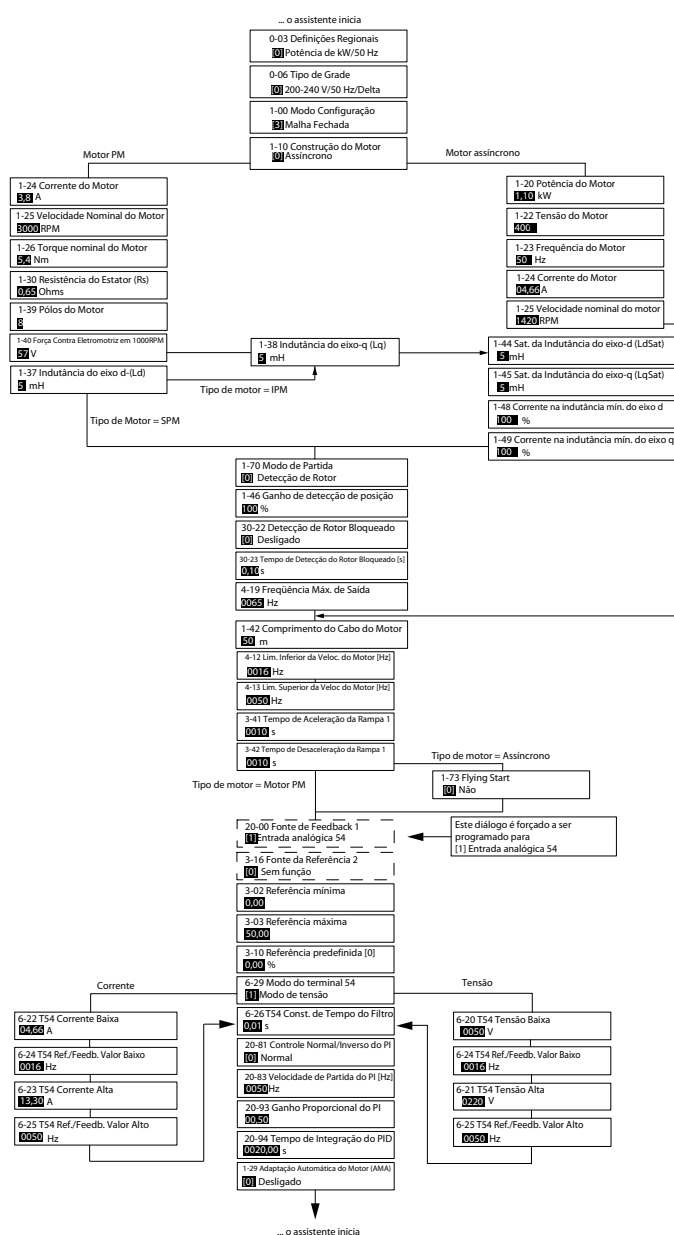 ... o assistente inicia
0-03 Definições Regionais
[0] Potência de kW/50 Hz
0-06 Tipo de Grade
[0] 200-240 V/50 Hz/Delta
1-00 Modo Configuração
[3] Malha Fechada
1-10 Construção do Motor
[0] Assíncrono
Motor PM
Motor assíncrono
1-24 Corrente do Motor
3,8 A
1-25 Velocidade Nominal do Motor
3000 RPM
1-26 Torque nominal do Motor
5,4 Nm
1-30 Resistência do Estator (Rs)
0,65 Ohms
1-39 Pólos do Motor
8
1-40 Força Contra Eletromotriz em 1000RPM
57 V
1-37 Indutância do eixo d-(Ld)
5 mH
1-38 Indutância do eixo-q (Lq)
5 mH
Tipo de motor = IPM
Tipo de Motor = SPM
1-20 Potência do Motor
1,10 kW
1-22 Tensão do Motor
400
1-23 Frequência do Motor
50 Hz
1-24 Corrente do Motor
04,66 A
1-25 Velocidade nominal do motor
1420 RPM
1-44 Sat. da Indutância do eixo-d (LdSat)
5 mH
1-45 Sat. da Indutância do eixo-q (LqSat)
5 mH
1-48 Corrente na indutância mín. do eixo d
100 %
1-49 Corrente na indutância mín. do eixo q
100 %
1-70 Modo de Partida
[0] Detecção de Rotor
1-46 Ganho de detecção de posição
100 %
30-22 Detecção de Rotor Bloqueado
[0] Desligado
30-23 Tempo de Detecção do Rotor Bloqueado [s]
0,10 s
4-19 Freqüência Máx. de Saída
0065 Hz
1-42 Comprimento do Cabo do Motor
50 m
4-12 Lim. Inferior da Veloc. do Motor [Hz]
0016 Hz
4-13 Lim. Superior da Veloc do Motor [Hz]
0050 Hz
3-41 Tempo de Aceleração da Rampa 1
0010 s
3-42 Tempo de Desaceleração da Rampa 1
0010 s
Tipo de motor = Assíncrono
Tipo de motor = Motor PM
1-73 Flying Start
[0] Não
20-00 Fonte de Feedback 1
[1] Entrada analógica 54
Este diálogo é forçado a ser
programado para
[1] Entrada analógica 54
3-16 Fonte da Referência 2
[0] Sem função
3-02 Referência mínima
0,00
3-03 Referência máxima
50,00
3-10 Referência predefinida [0]
0,00 %
Corrente
6-29 Modo do terminal 54
[1] Modo de tensão
Tensão
6-22 T54 Corrente Baixa
04,66 A
6-24 T54 Ref./Feedb. Valor Baixo
0016 Hz
6-23 T54 Corrente Alta
13,30 A
6-25 T54 Ref./Feedb. Valor Alto
0050 Hz
6-26 T54 Const. de Tempo do Filtro
0,01 s
20-81 Controle Normal/Inverso do PI
[0] Normal
20-83 Velocidade de Partida do PI [Hz]
0050 Hz
20-93 Ganho Proporcional do PI
00,50
20-94 Tempo de Integração do PID
0020,00 s
1-29 Adaptação Automática do Motor (AMA)
[0] Desligado
6-20 T54 Tensão Baixa
0050 V
6-24 T54 Ref./Feedb. Valor Baixo
0016 Hz
6-21 T54 Tensão Alta
0220 V
6-25 T54 Ref./Feedb. Valor Alto
0050 Hz
... o assistente inicia